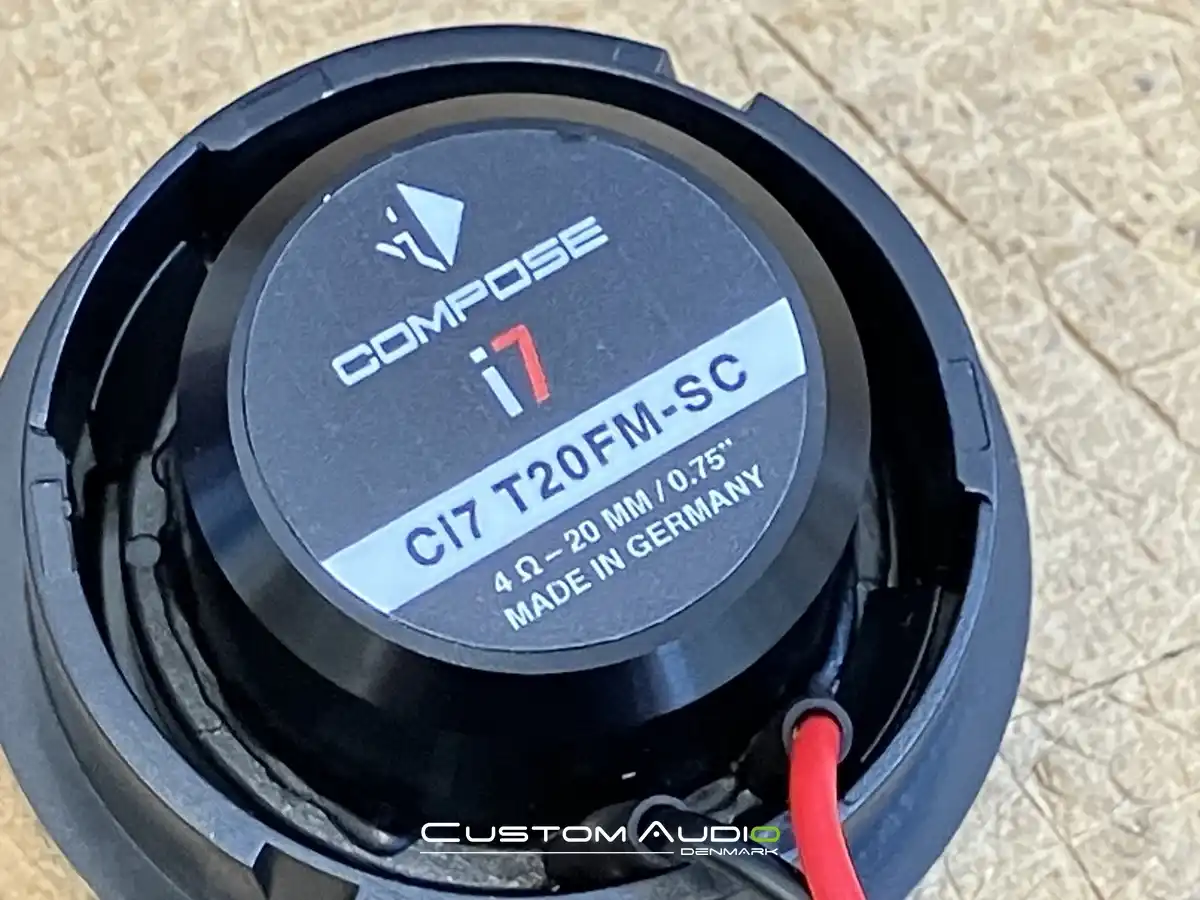 COMPOSE
i7
CI7 T20FM-SC
4 Ω – 20 MM / 0.75"
MADE IN GERMANY
CUSTOM AUDIO
DENMARK